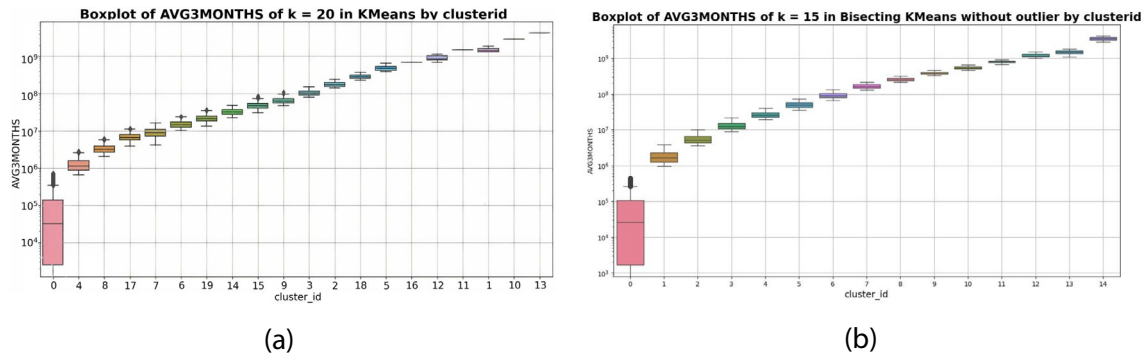 Boxplot of AVG3MONTHS of k = 20 in KMeans by clusterid
AVG3MONTHS
10⁹
10⁸
10⁷
10⁶
10⁵
10⁴
0 4 8 17 7 6 19 14 15 9 3 2 18 5 16 12 11 1 10 13
cluster_id
(a)
Boxplot of AVG3MONTHS of k = 15 in Bisecting KMeans without outlier by clusterid
AVG3MONTHS
10⁹
10⁸
10⁷
10⁶
10⁵
10⁴
10³
0 1 2 3 4 5 6 7 8 9 10 11 12 13 14
cluster_id
(b)